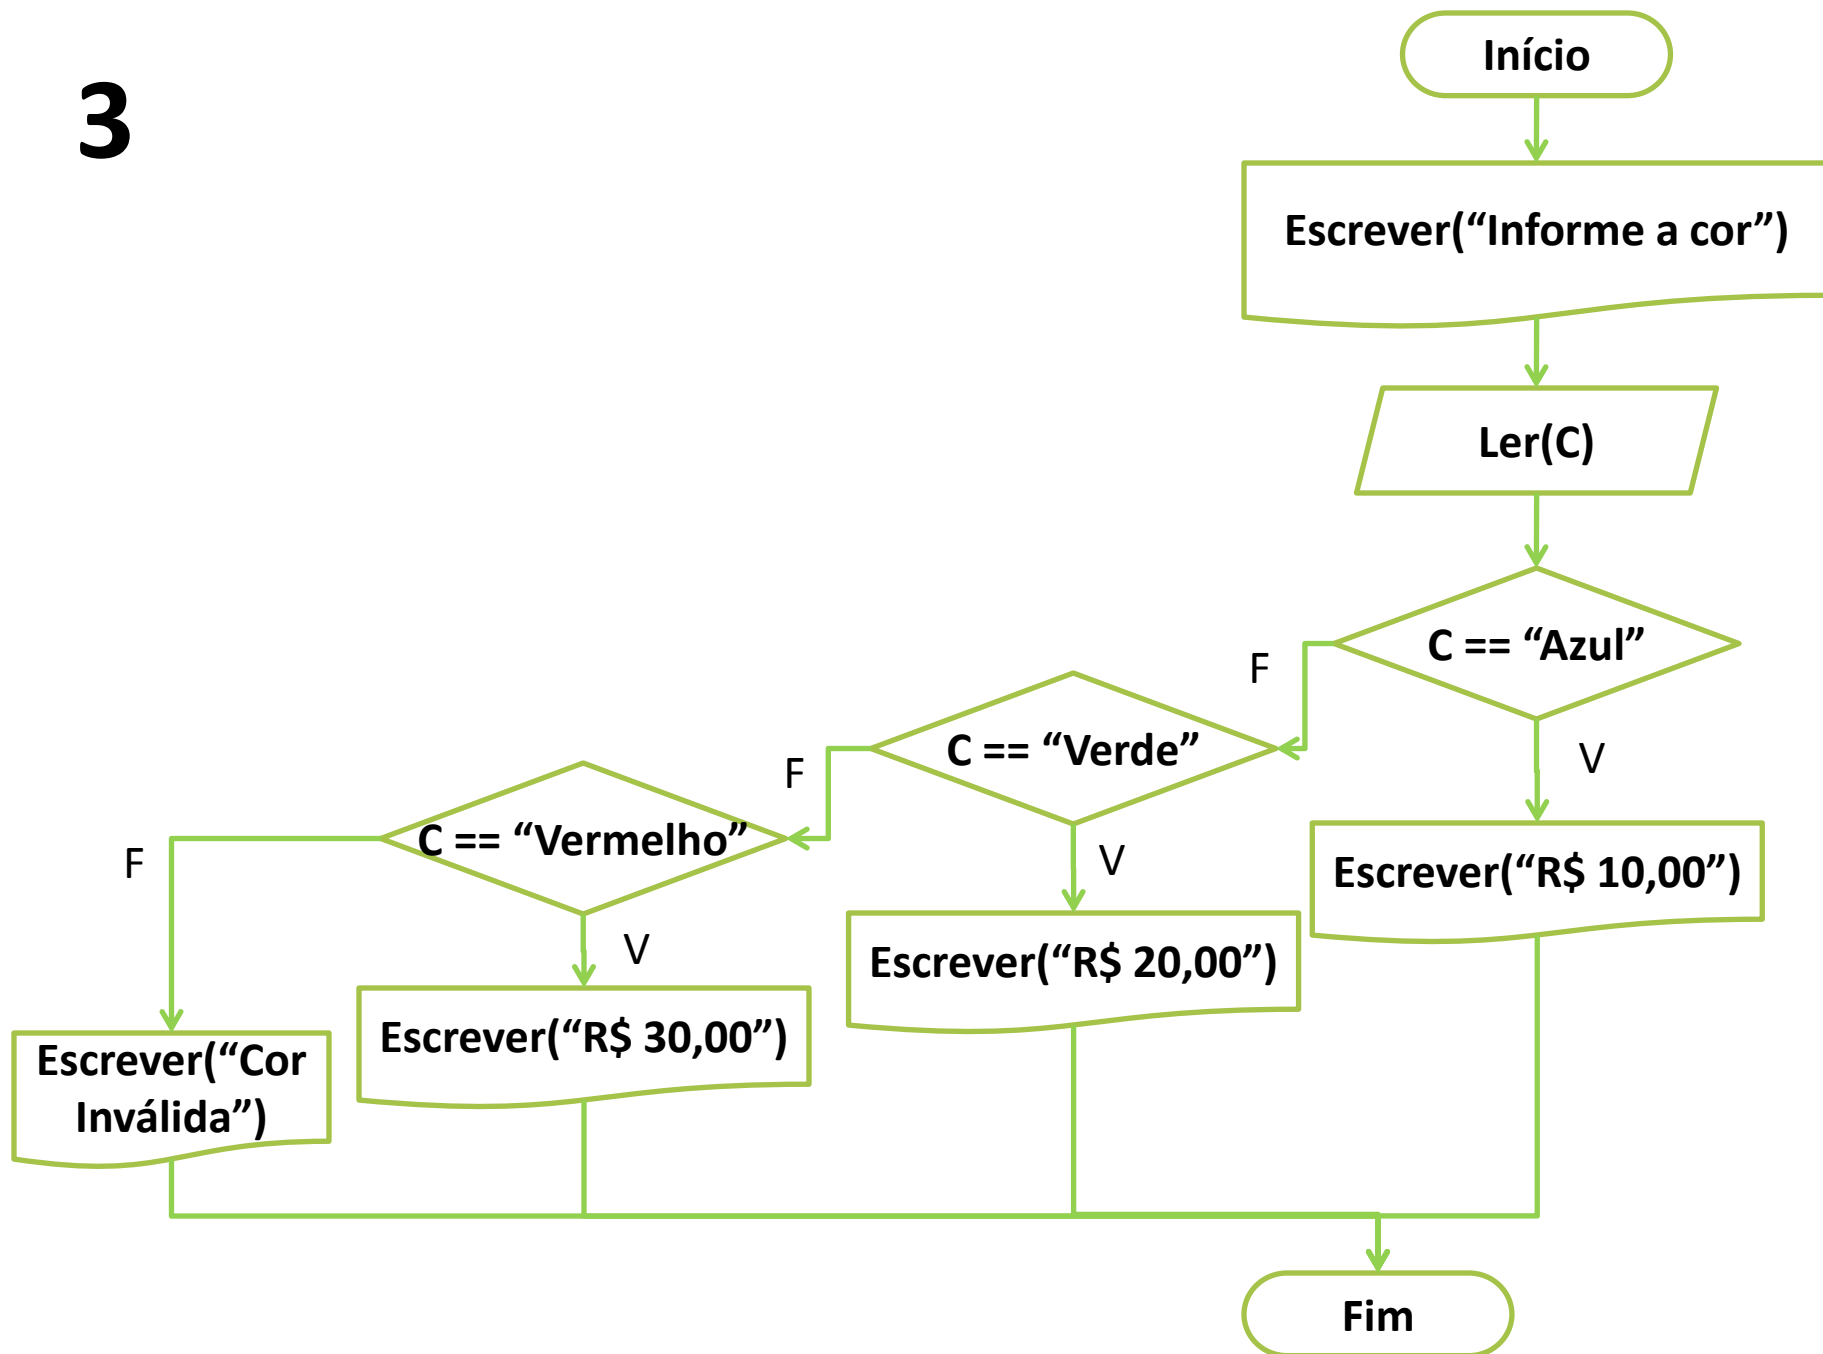 3
Início
Escrever(“Informe a cor”)
Ler(C)
C == “Azul”
F
V
C == “Verde”
F
V
C == “Vermelho”
F
V
Escrever(“R$ 10,00”)
Escrever(“R$ 20,00”)
Escrever(“R$ 30,00”)
Escrever(“Cor
Inválida”)
Fim